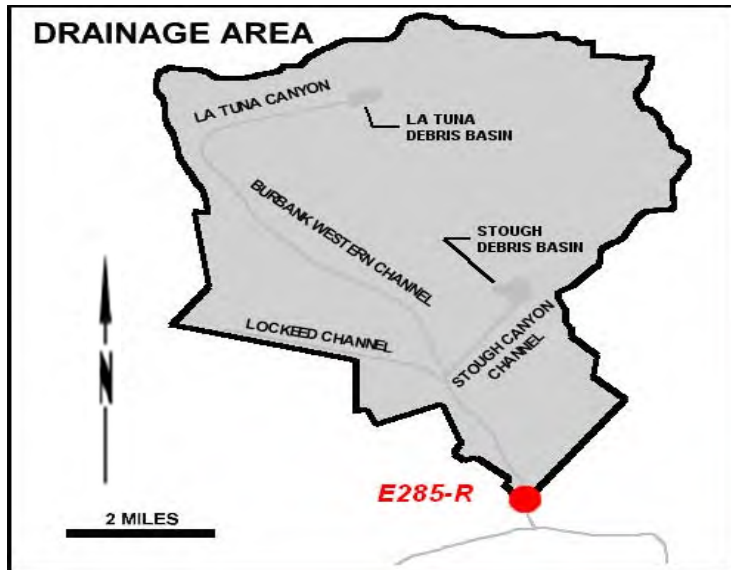 DRAINAGE AREA
LA TUNA CANYON
LA TUNA
DEBRIS BASIN
BURBANK WESTERN CHANNEL
STOUGH
DEBRIS BASIN
LOCKEED CHANNEL
STOUGH CANYON
CHANNEL
N
E285-R
2 MILES